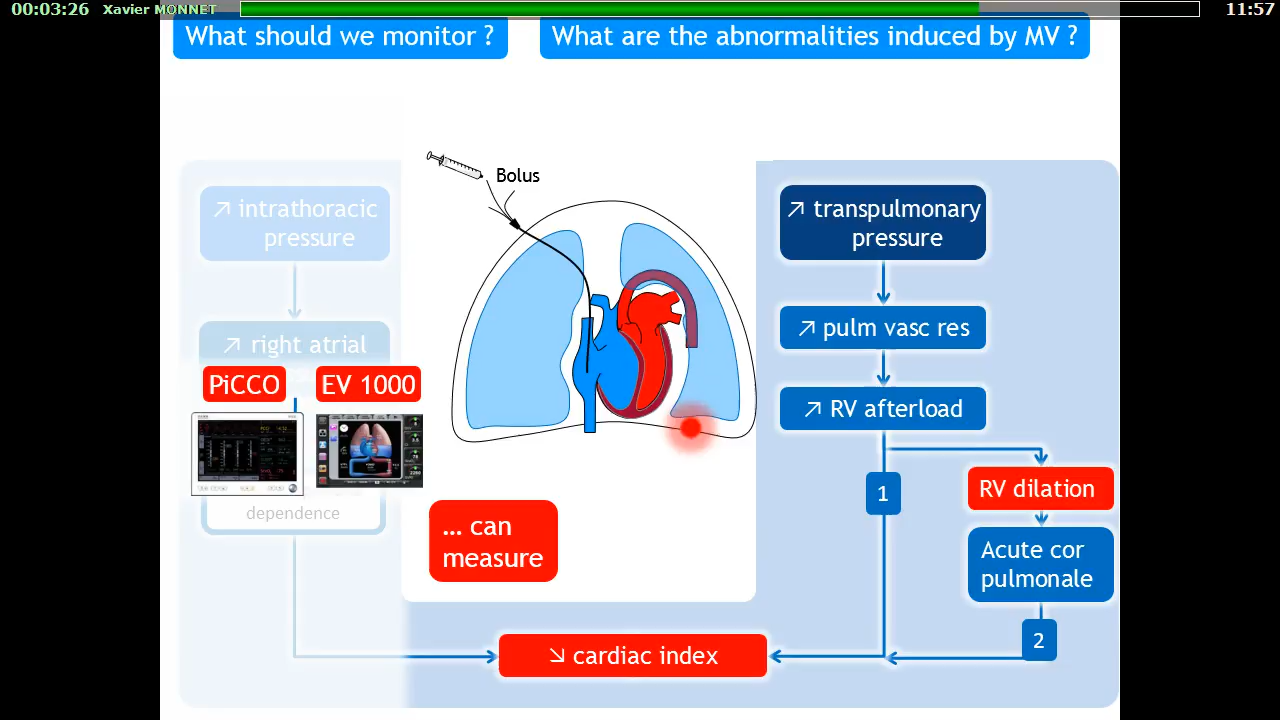 00:03:26 Xavier MONNET 11:57
What should we monitor ?
What are the abnormalities induced by MV ?
Bolus
↗ intrathoracic
pressure
↗ right atrial
PiCCO
EV 1000
dependence
... can
measure
↗ transpulmonary
pressure
↗ pulm vasc res
↗ RV afterload
1
RV dilation
Acute cor
pulmonale
2
↘ cardiac index